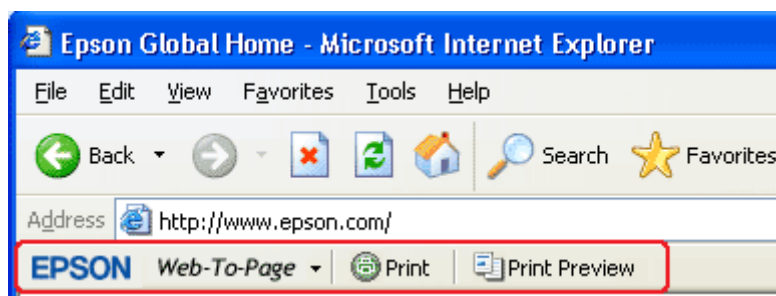 Epson Global Home - Microsoft Internet Explorer
File Edit View Favorites Tools Help
Back Search Favorites
Address http://www.epson.com/
EPSON Web-To-Page Print Print Preview